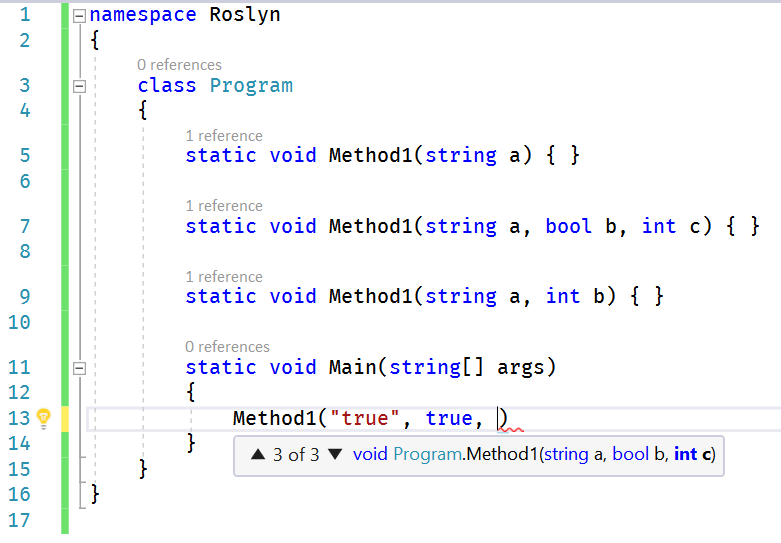 1 namespace Roslyn
2 {
0 references
3 class Program
4 {
1 reference
5 static void Method1(string a) { }
6
1 reference
7 static void Method1(string a, bool b, int c) { }
8
1 reference
9 static void Method1(string a, int b) { }
10
0 references
11 static void Main(string[] args)
12 {
13 Method1("true", true, )
14 }
▲ 3 of 3 ▼ void Program.Method1(string a, bool b, int c)
15 }
16 }
17